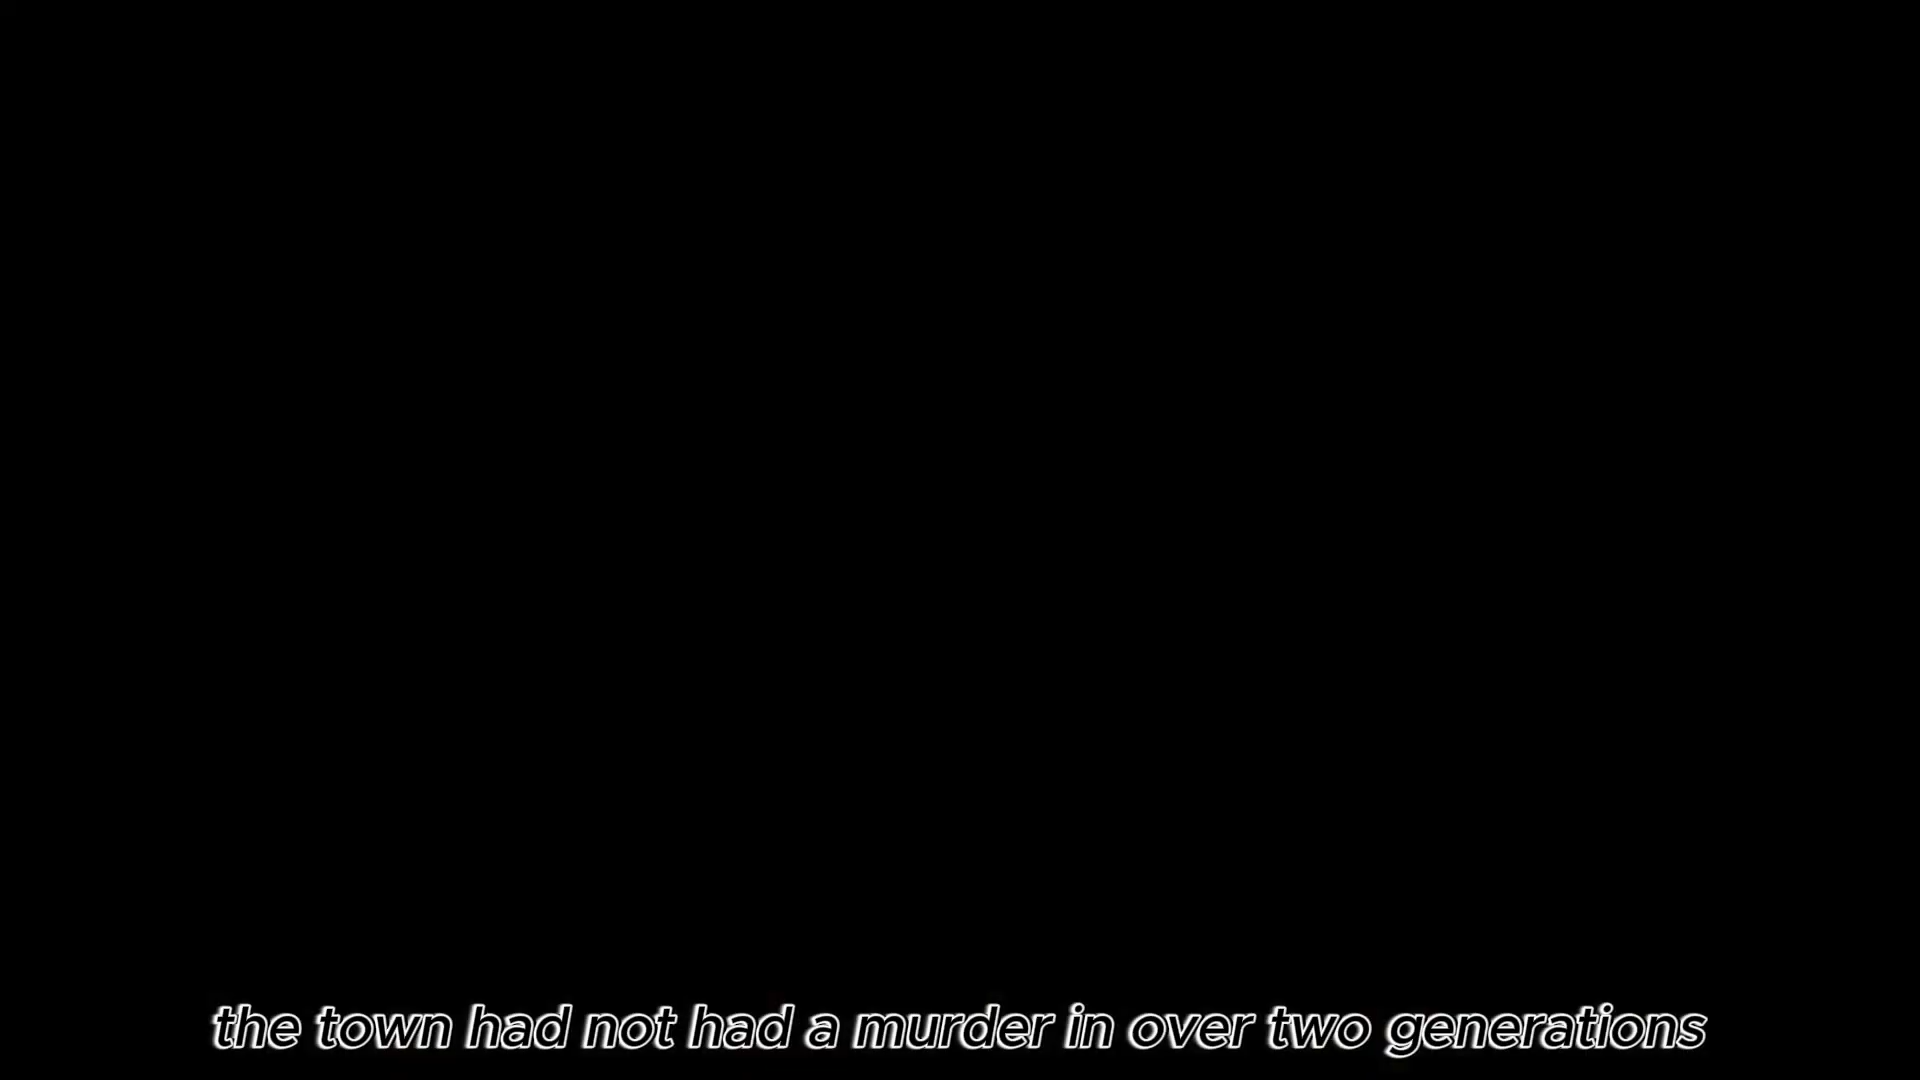 the town had not had a murder in over two generations